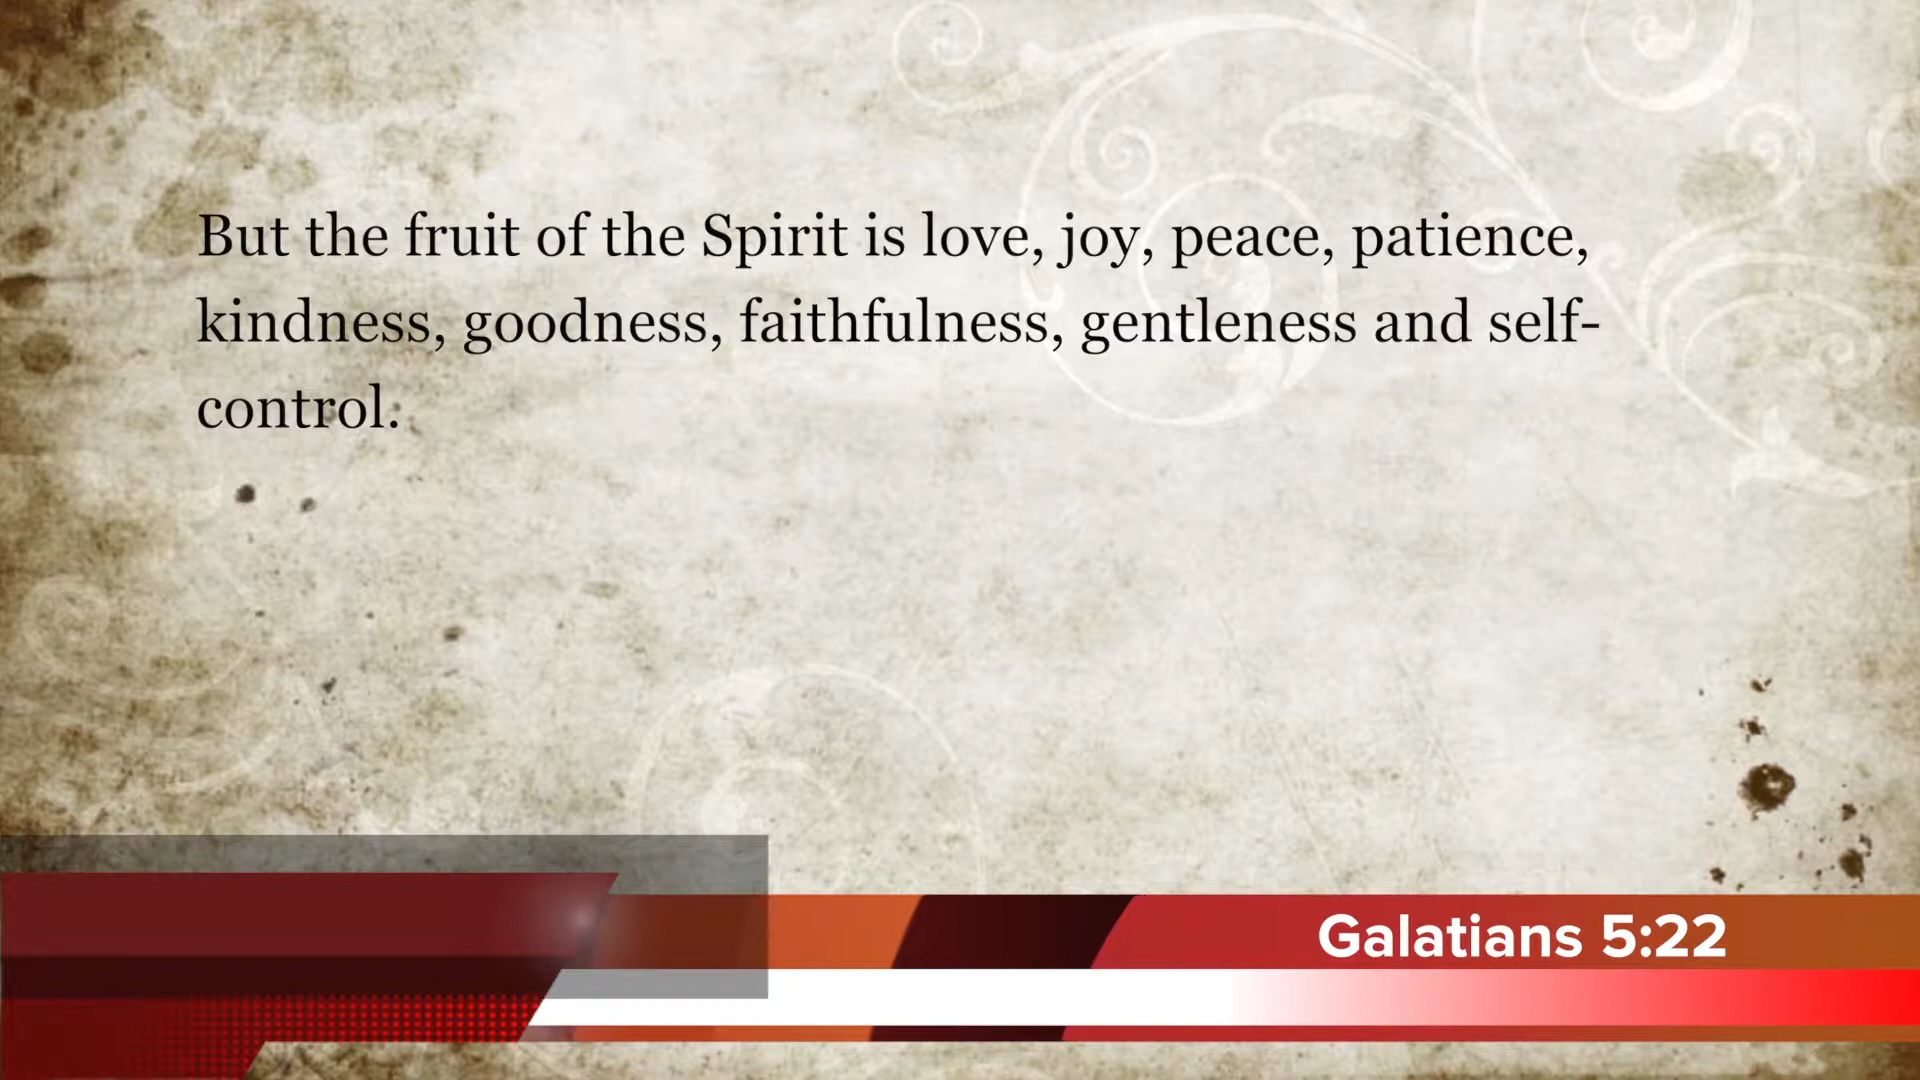 But the fruit of the Spirit is love, joy, peace, patience,
kindness, goodness, faithfulness, gentleness and self-
control.
Galatians 5:22